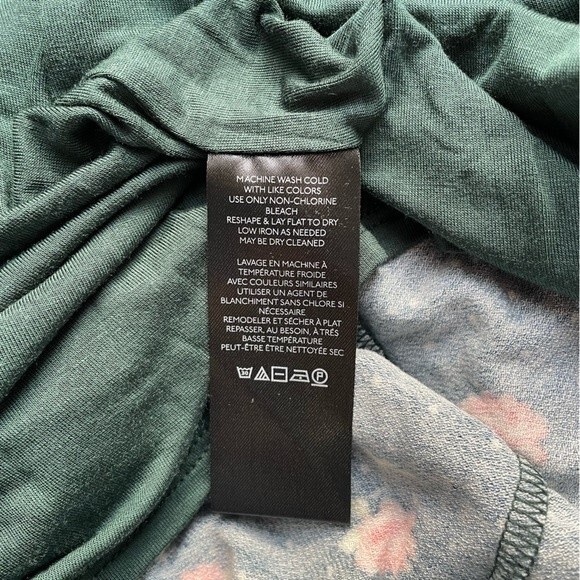 MACHINE WASH COLD
WITH LIKE COLORS
USE ONLY NON-CHLORINE
BLEACH
RESHAPE & LAY FLAT TO DRY
LOW IRON AS NEEDED
MAY BE DRY CLEANED
LAVAGE EN MACHINE À
TEMPÉRATURE FROIDE
AVEC COULEURS SIMILAIRES
UTILISER UN AGENT DE
BLANCHIMENT SANS CHLORE SI
NÉCESSAIRE
REMODELER ET SÉCHER À PLAT
REPASSER, AU BESOIN, À TRÉS
BASSE TEMPÉRATURE
PEUT-ÊTRE ÊTRE NETTOYÉE SEC
30 P